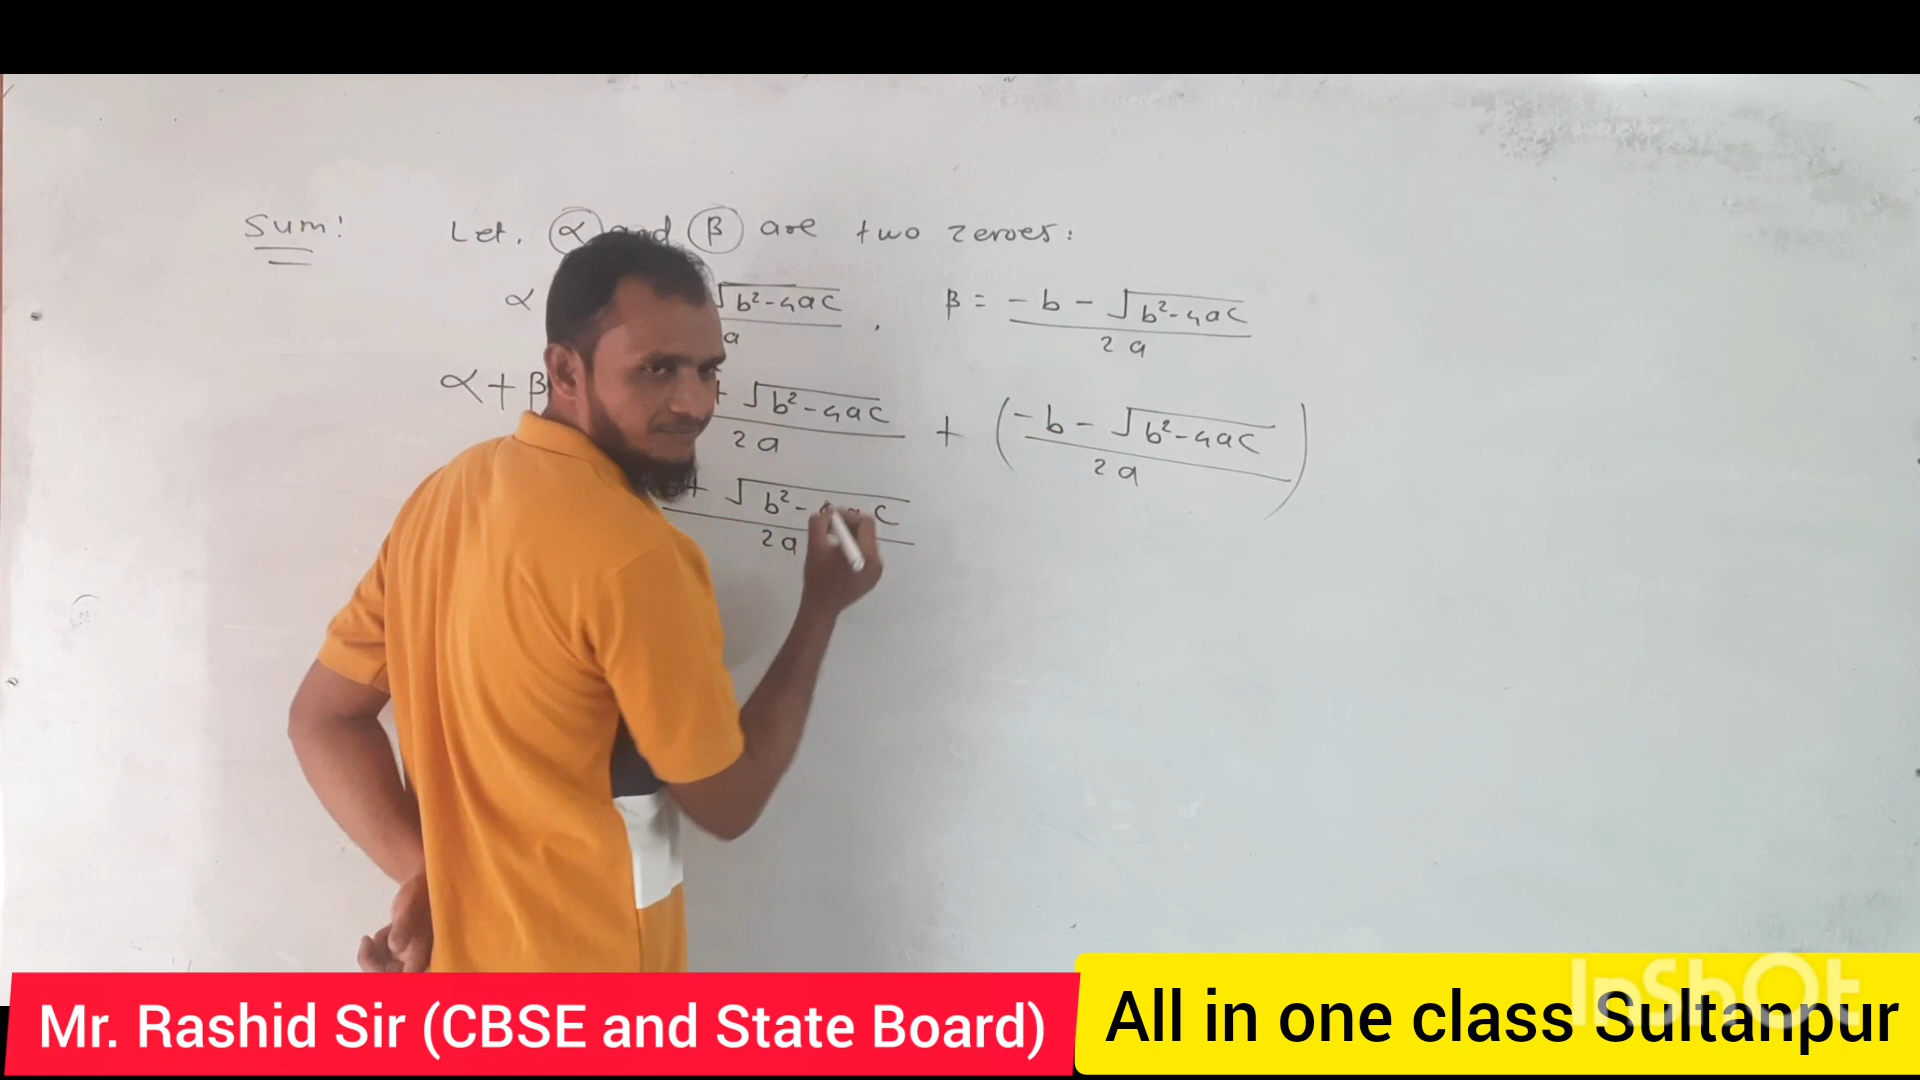 Sum! Let, α and β are two zeroes:
α √b²-4ac / a , β = -b - √b²-4ac / 2a
α+β + √b²-4ac / 2a + (-b - √b²-4ac / 2a)
+ √b²- c / 2a
Mr. Rashid Sir (CBSE and State Board)
All in one class Sultanpur
InShOt